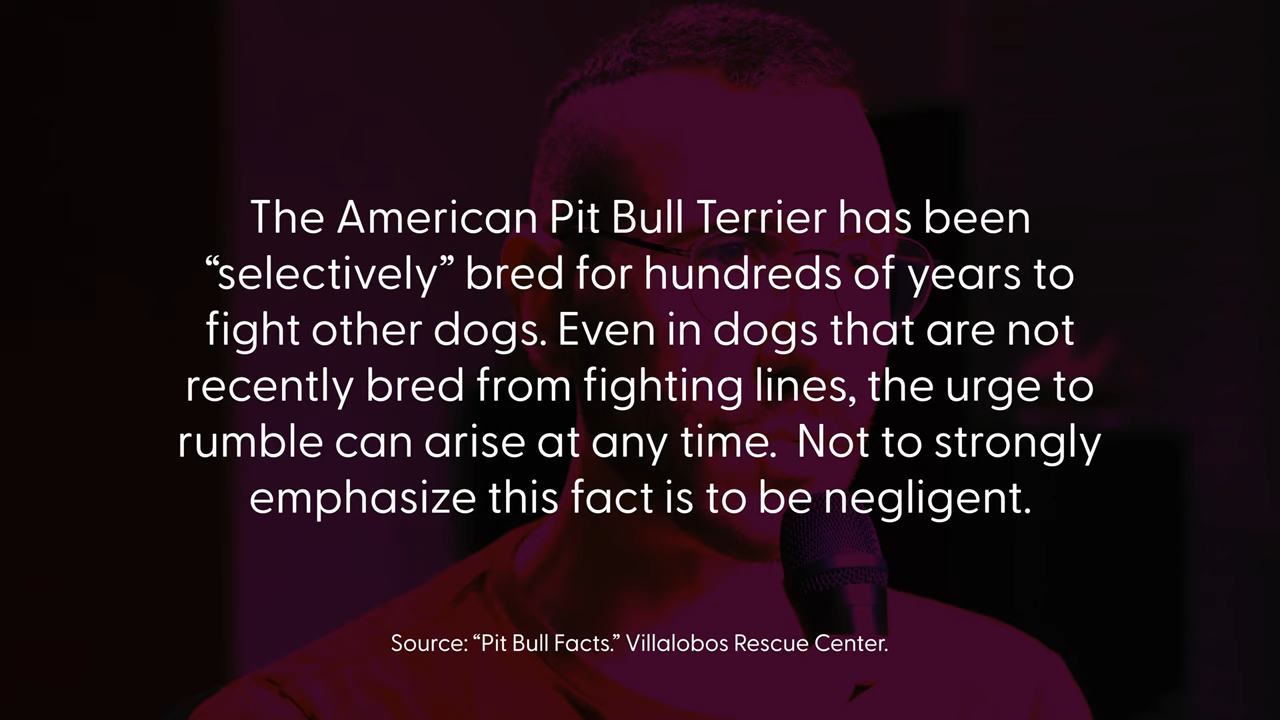 The American Pit Bull Terrier has been
“selectively” bred for hundreds of years to
fight other dogs. Even in dogs that are not
recently bred from fighting lines, the urge to
rumble can arise at any time.  Not to strongly
emphasize this fact is to be negligent.
Source: “Pit Bull Facts.” Villalobos Rescue Center.